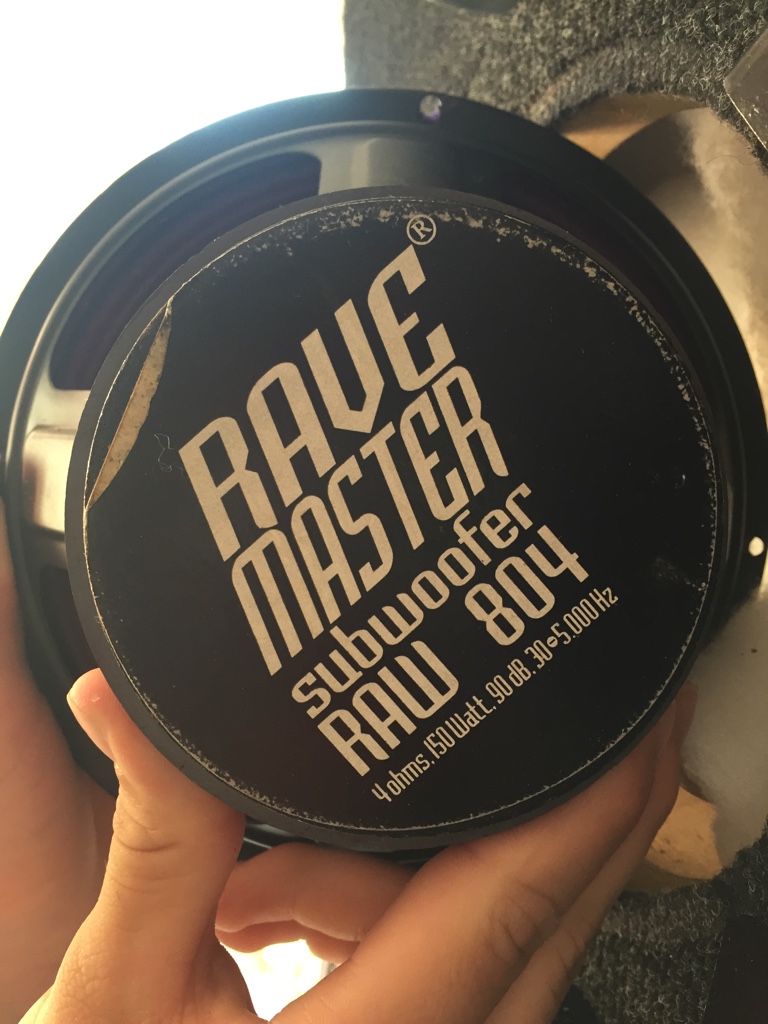 RAVE®
MASTER
subwoofer
RAW 804
4 ohms. 150 Watt. 90 dB. 30-5.000 Hz